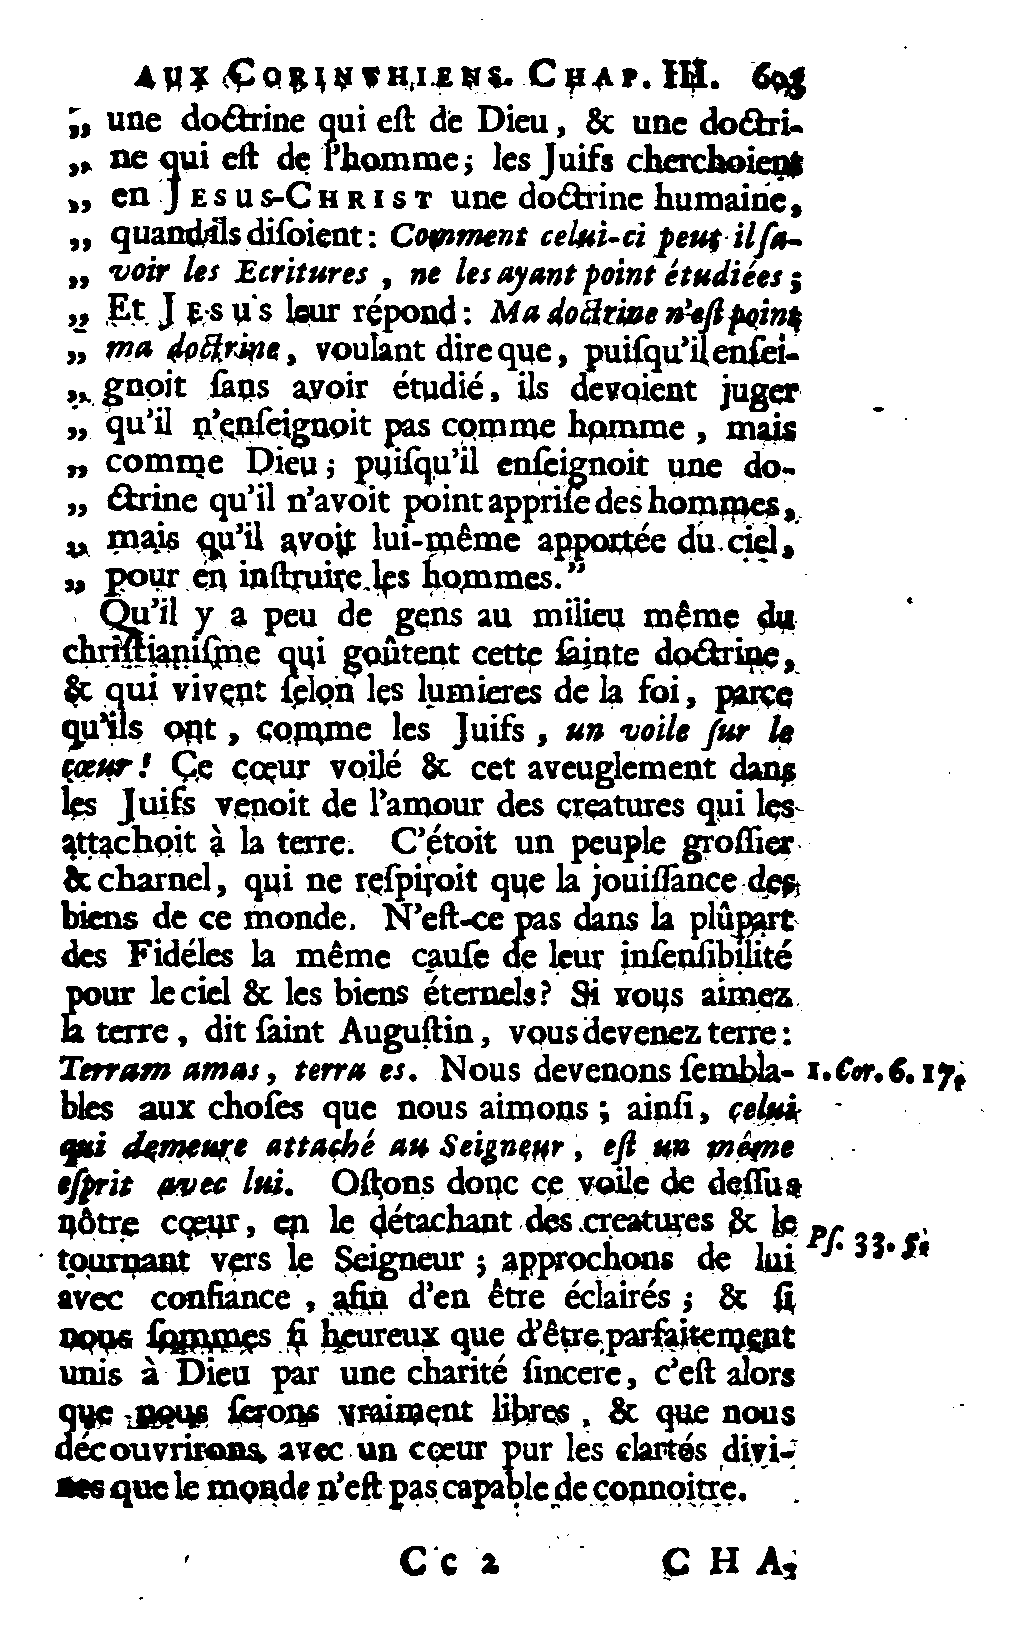 AUX CORINTHIENS. CHAP. III. 603
„ une doctrine qui eſt de Dieu, & une doctri-
„ ne qui eſt de l'homme; les Juifs cherchoient
„ en JESUS-CHRIST une doctrine humaine,
„ quand ils diſoient: Comment celui-ci peut il ſa-
„ voir les Ecritures, ne les ayant point étudiées;
„ Et JESUS leur répond: Ma doctrine n'eſt point
„ ma doctrine, voulant dire que, puiſqu'il enſei-
„ gnoit ſans avoir étudié, ils devoient juger
„ qu'il n'enſeignoit pas comme homme, mais
„ comme Dieu; puiſqu'il enſeignoit une do-
„ ctrine qu'il n'avoit point appriſe des hommes,
„ mais qu'il avoit lui-même apportée du ciel,
„ pour en inſtruire les hommes."
Qu'il y a peu de gens au milieu même du
chriſtianiſme qui goûtent cette ſainte doctrine,
& qui vivent ſelon les lumieres de la foi, parce
qu'ils ont, comme les Juifs, un voile ſur le
cœur! Ce cœur voilé & cet aveuglement dans
les Juifs venoit de l'amour des creatures qui les
attachoit à la terre. C'étoit un peuple groſſier
& charnel, qui ne reſpiroit que la jouiſſance des
biens de ce monde. N'eſt-ce pas dans la plûpart
des Fidéles la même cauſe de leur inſenſibilité
pour le ciel & les biens éternels? Si vous aimez
la terre, dit ſaint Auguſtin, vous devenez terre:
Terram amas, terra es. Nous devenons ſembla-
1. Cor. 6. 17.
bles aux choſes que nous aimons; ainſi, celui
qui demeure attaché au Seigneur, eſt un même
eſprit avec lui. Oſtons donc ce voile de deſſus
nôtre cœur, en le détachant des creatures & le
Pſ. 33. 5.
tournant vers le Seigneur; approchons de lui
avec confiance, afin d'en être éclairés; & ſi
nous ſommes ſi heureux que d'être parfaitement
unis à Dieu par une charité ſincere, c'eſt alors
que nous ſerons vraiment libres, & que nous
découvrirons avec un cœur pur les clartés divi-
nes que le monde n'eſt pas capable de connoitre.
Cc 2 CHA-